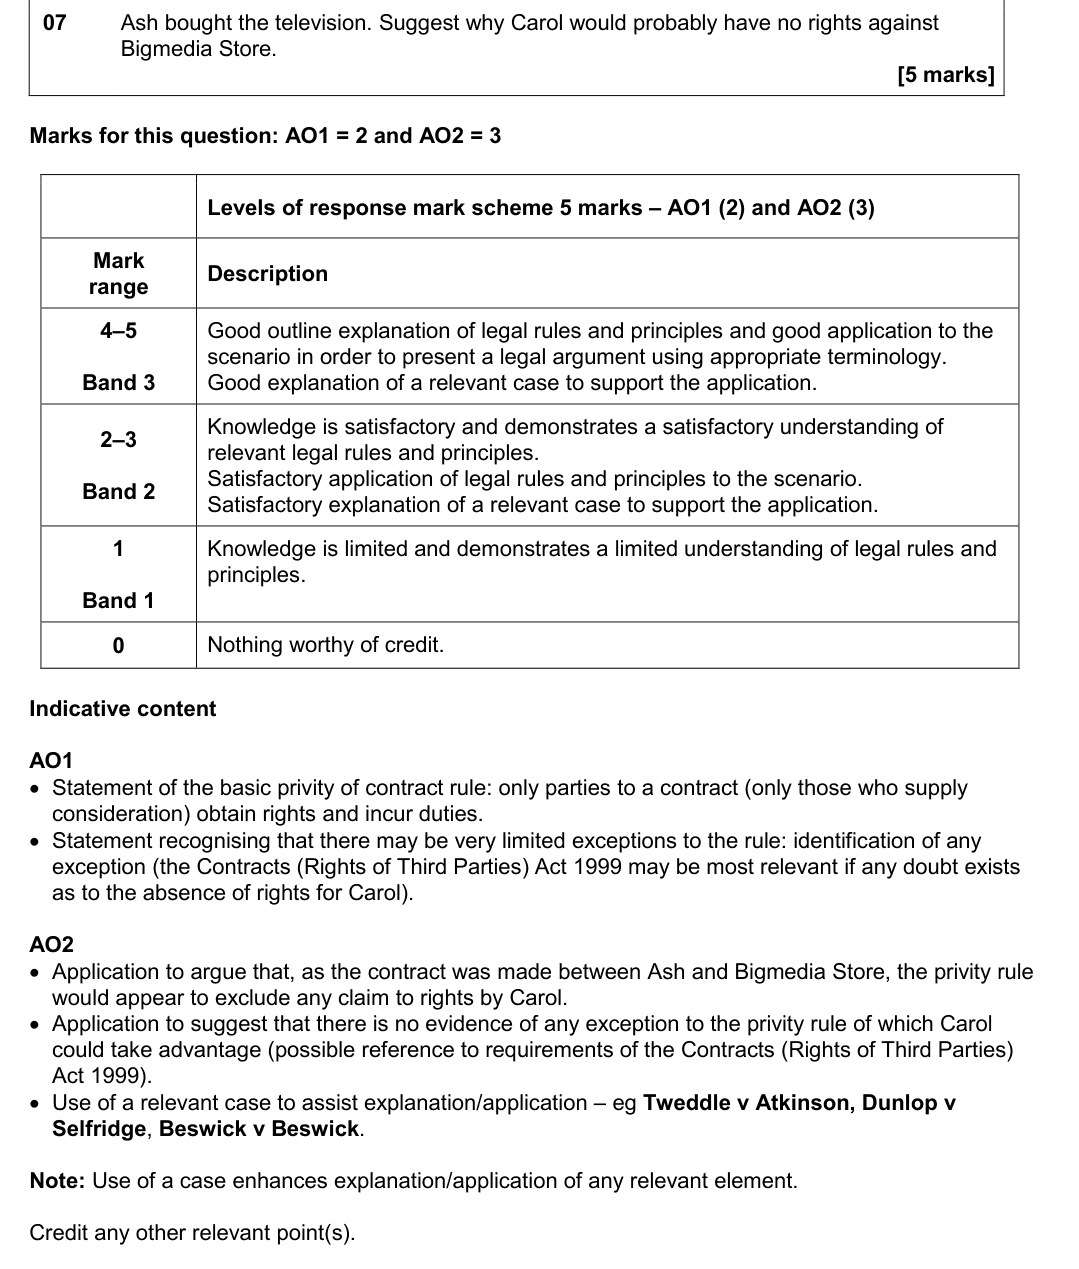 07 Ash bought the television. Suggest why Carol would probably have no rights against
Bigmedia Store.
[5 marks]
Marks for this question: AO1 = 2 and AO2 = 3
Levels of response mark scheme 5 marks – AO1 (2) and AO2 (3)
Mark
range
Description
4–5
Band 3
Good outline explanation of legal rules and principles and good application to the
scenario in order to present a legal argument using appropriate terminology.
Good explanation of a relevant case to support the application.
2–3
Band 2
Knowledge is satisfactory and demonstrates a satisfactory understanding of
relevant legal rules and principles.
Satisfactory application of legal rules and principles to the scenario.
Satisfactory explanation of a relevant case to support the application.
1
Band 1
Knowledge is limited and demonstrates a limited understanding of legal rules and
principles.
0
Nothing worthy of credit.
Indicative content
AO1
• Statement of the basic privity of contract rule: only parties to a contract (only those who supply
consideration) obtain rights and incur duties.
• Statement recognising that there may be very limited exceptions to the rule: identification of any
exception (the Contracts (Rights of Third Parties) Act 1999 may be most relevant if any doubt exists
as to the absence of rights for Carol).
AO2
• Application to argue that, as the contract was made between Ash and Bigmedia Store, the privity rule
would appear to exclude any claim to rights by Carol.
• Application to suggest that there is no evidence of any exception to the privity rule of which Carol
could take advantage (possible reference to requirements of the Contracts (Rights of Third Parties)
Act 1999).
• Use of a relevant case to assist explanation/application – eg Tweddle v Atkinson, Dunlop v
Selfridge, Beswick v Beswick.
Note: Use of a case enhances explanation/application of any relevant element.
Credit any other relevant point(s).